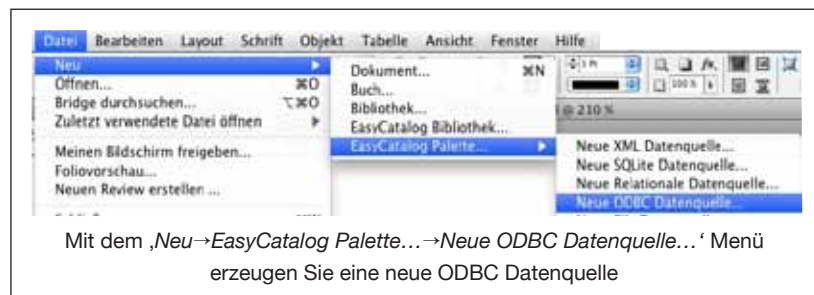 Datei Bearbeiten Layout Schrift Objekt Tabelle Ansicht Fenster Hilfe
Neu
Öffnen... ⌘O
Bridge durchsuchen... ⌥⌘O
Zuletzt verwendete Datei öffnen
Meinen Bildschirm freigeben...
Foliovorschau...
Neuen Review erstellen ...
Dokument... ⌘N
Buch...
Bibliothek...
EasyCatalog Bibliothek...
EasyCatalog Palette...
100 %
@ 210 %
Neue XML Datenquelle...
Neue SQLite Datenquelle...
Neue Relationale Datenquelle...
Neue ODBC Datenquelle...
Mit dem ‚Neu→EasyCatalog Palette…→Neue ODBC Datenquelle…‘ Menü
erzeugen Sie eine neue ODBC Datenquelle